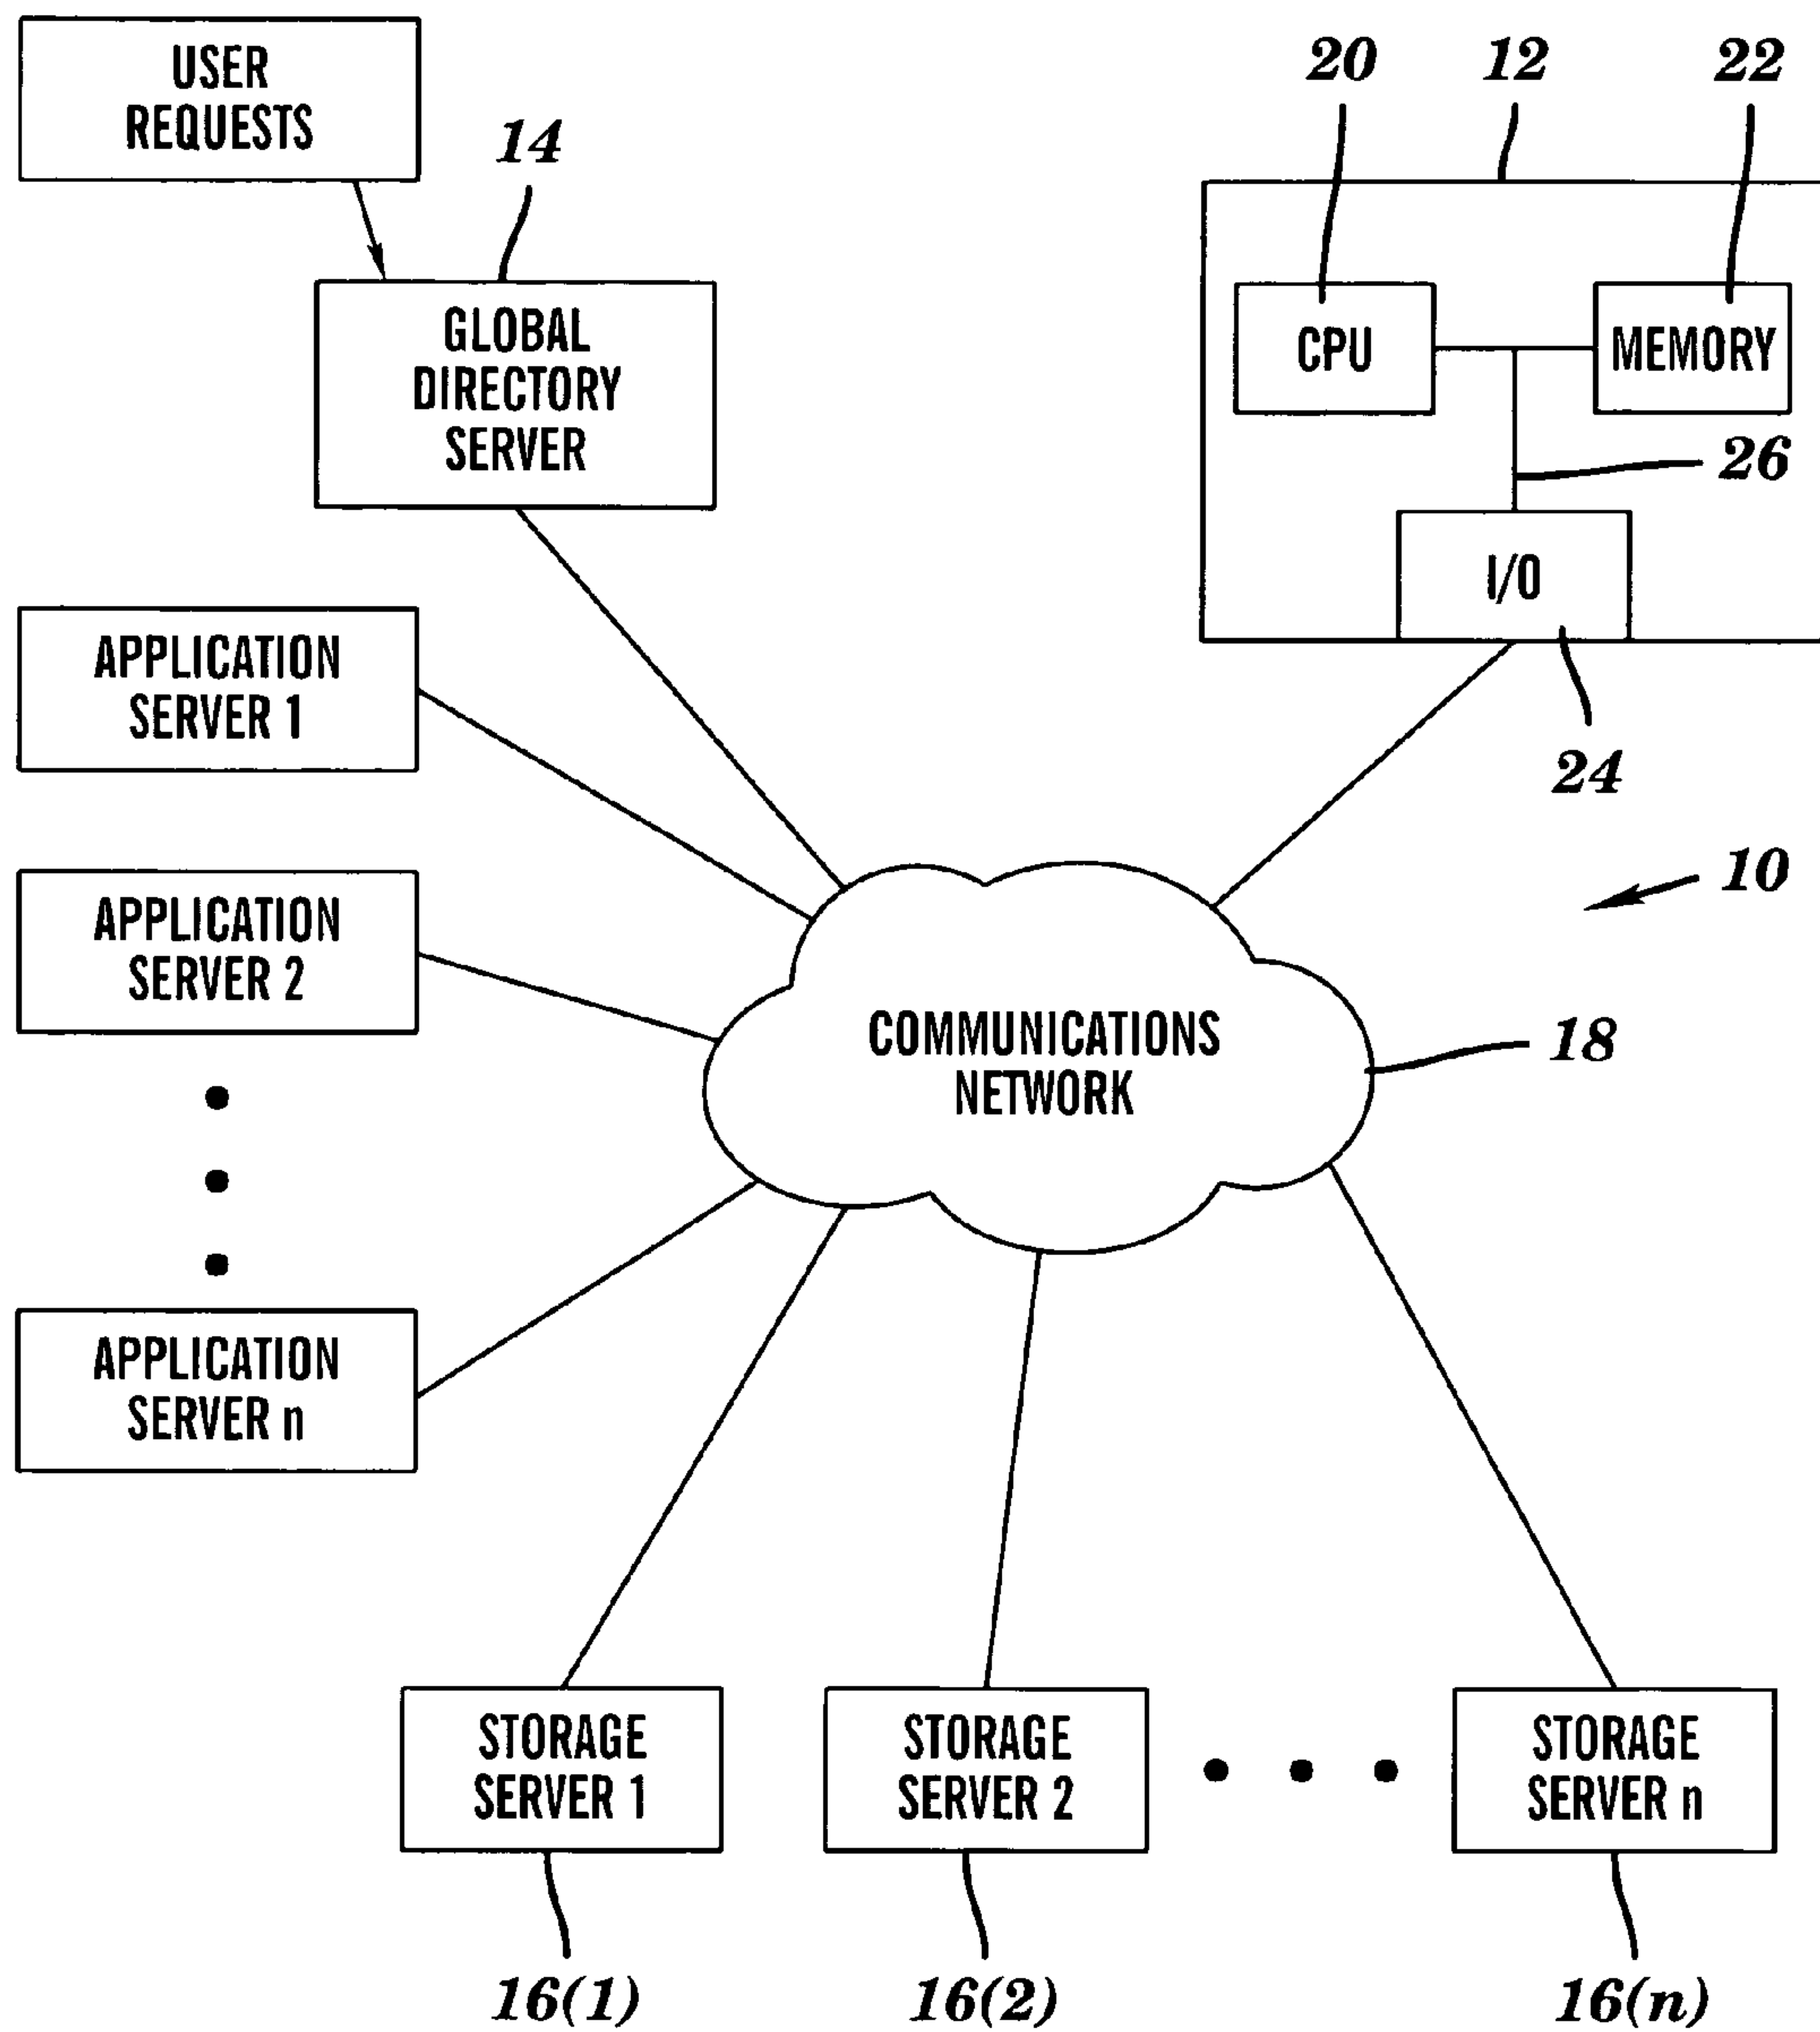 USER
REQUESTS
14
20
12
22
GLOBAL
DIRECTORY
SERVER
CPU
MEMORY
26
I/O
24
APPLICATION
SERVER 1
APPLICATION
SERVER 2
10
COMMUNICATIONS
NETWORK
18
APPLICATION
SERVER n
STORAGE
SERVER 1
STORAGE
SERVER 2
STORAGE
SERVER n
16(1)
16(2)
16(n)